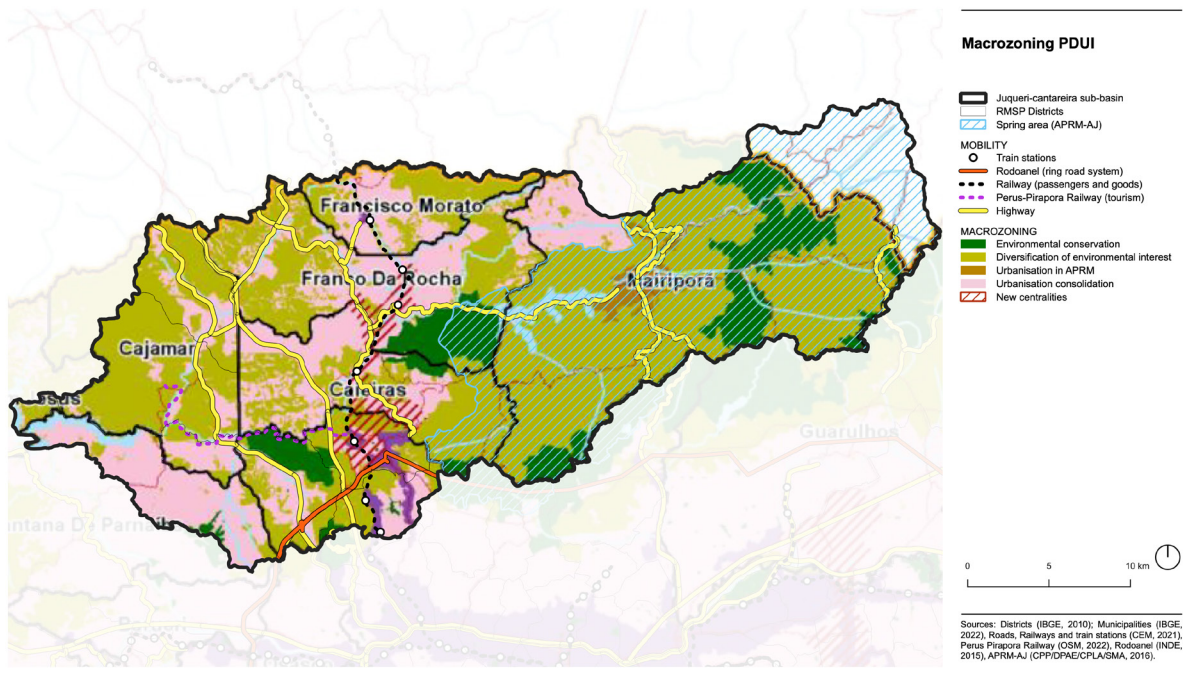 Macrozoning PDUI
Juqueri-cantareira sub-basin
RMSP Districts
Spring area (APRM-AJ)
MOBILITY
Train stations
Rodoanel (ring road system)
Railway (passengers and goods)
Perus-Pirapora Railway (tourism)
Highway
MACROZONING
Environmental conservation
Diversification of environmental interest
Urbanisation in APRM
Urbanisation consolidation
New centralities
Francisco Morato
Franco Da Rocha
Mairiporã
Cajamar
Caieiras
Guarulhos
0 5 10 km
Sources: Districts (IBGE, 2010); Municipalities (IBGE,
2022), Roads, Railways and train stations (CEM, 2021),
Perus Pirapora Railway (OSM, 2022), Rodoanel (INDE,
2015), APRM-AJ (CPP/DPAE/CPLA/SMA, 2016).